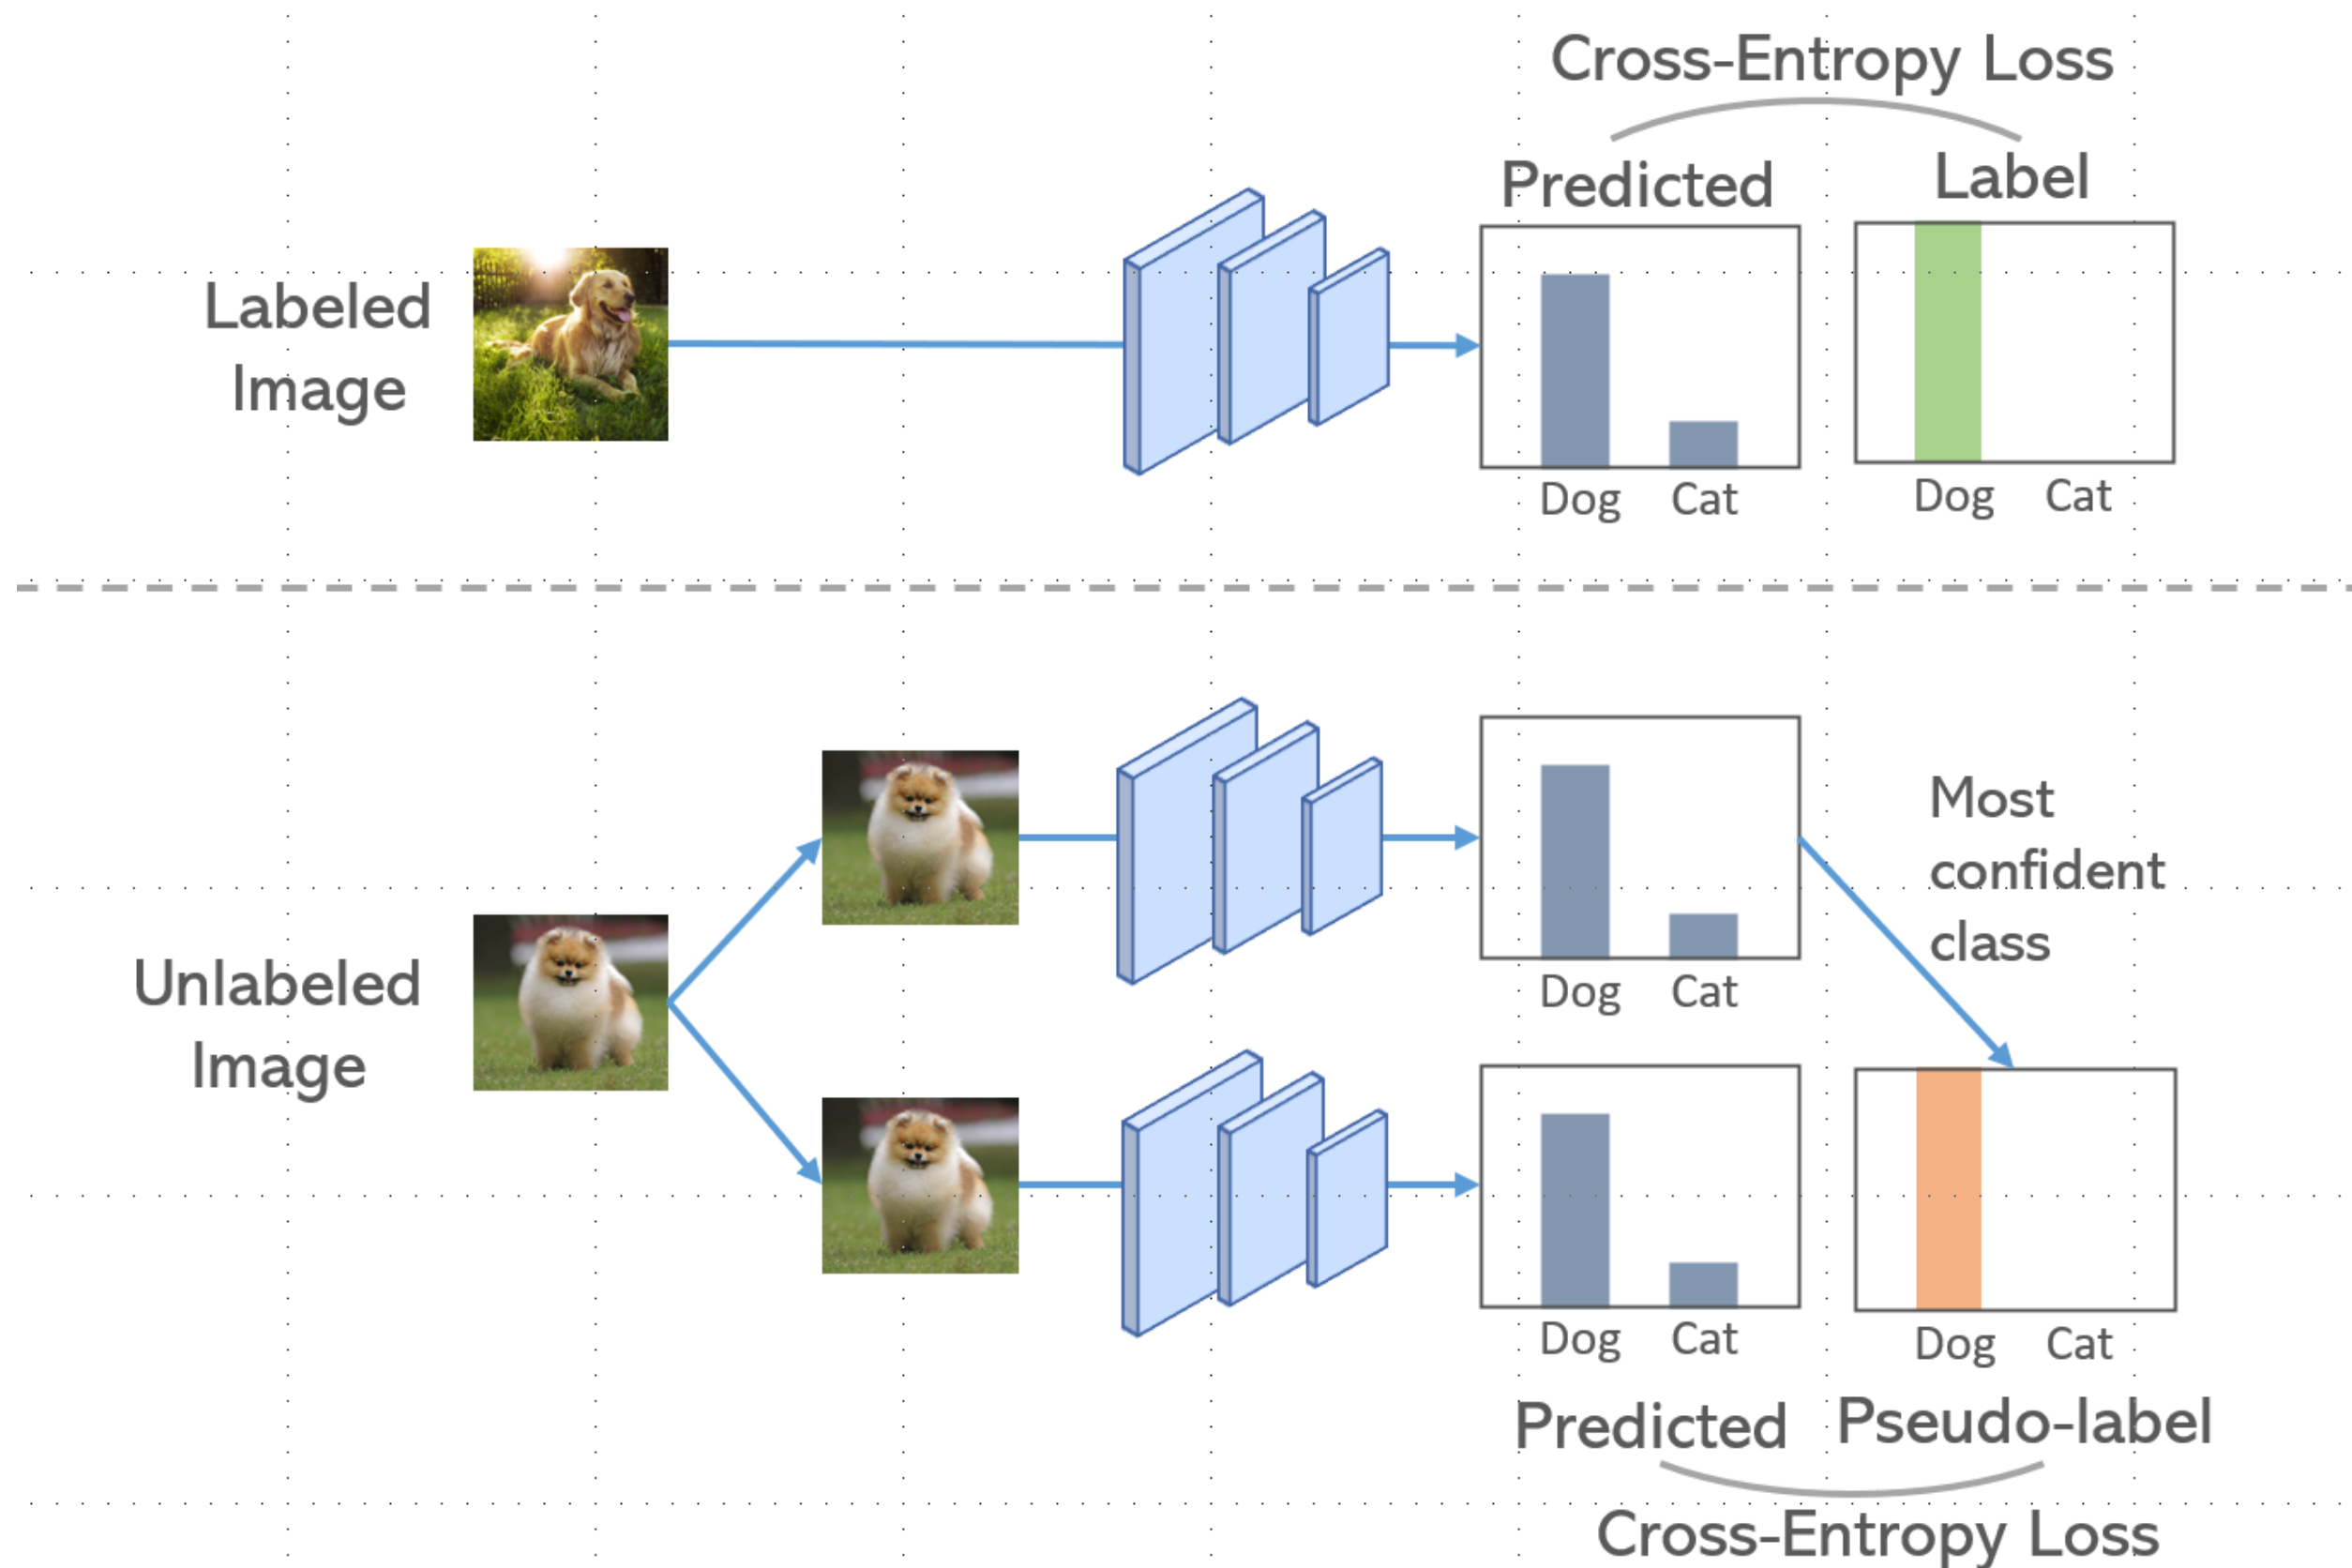 Cross-Entropy Loss
Predicted
Label
Labeled
Image
Dog
Cat
Dog
Cat
Most
confident
class
Dog
Cat
Unlabeled
Image
Dog
Cat
Dog
Cat
Predicted
Pseudo-label
Cross-Entropy Loss